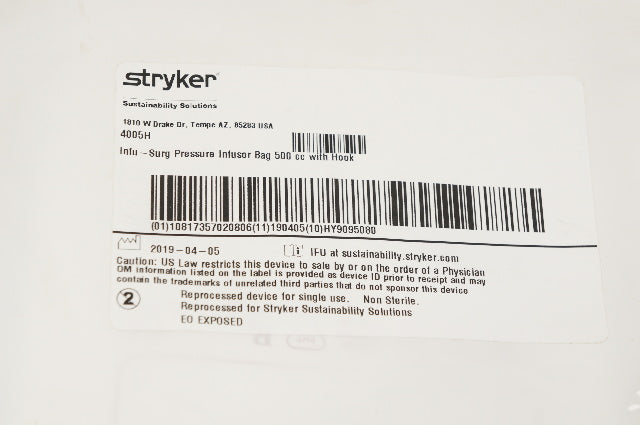 stryker
Sustainability Solutions
1810 W Drake Dr, Tempe AZ, 85283 USA
4005H
Infu-Surg Pressure Infusor Bag 500 cc with Hook
(01)10817357020806(11)190405(10)HY9095080
2019-04-05
IFU at sustainability.stryker.com
Caution: US Law restricts this device to sale by or on the order of a Physician
OM information listed on the label is provided as device ID prior to receipt and may
contain the trademarks of unrelated third parties that do not sponsor this device
2 Reprocessed device for single use. Non Sterile.
Reprocessed for Stryker Sustainability Solutions
EO EXPOSED